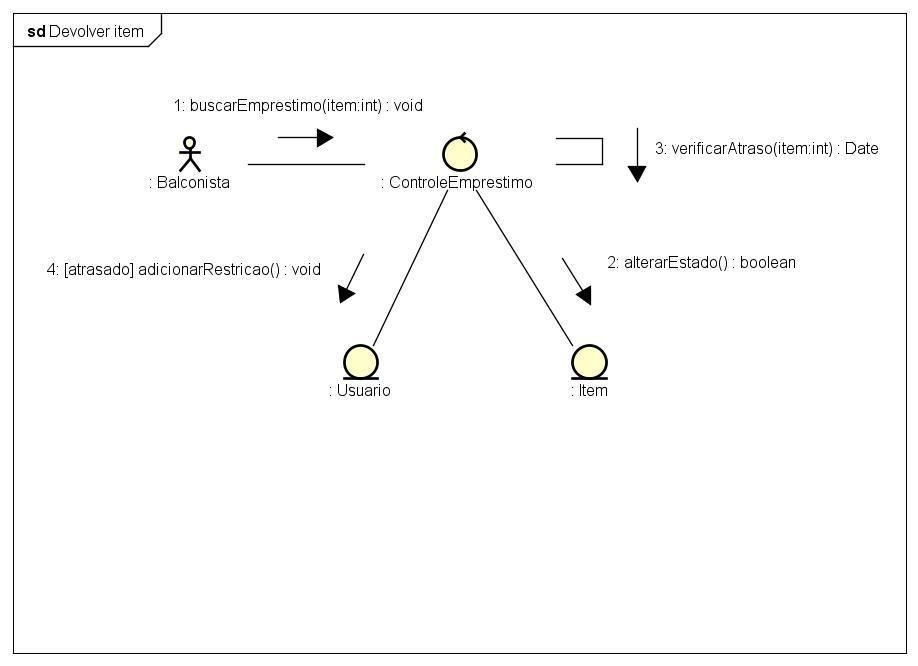 sd Devolver item
1: buscarEmprestimo(item:int) : void
3: verificarAtraso(item:int) : Date
: Balconista
: ControleEmprestimo
4: [atrasado] adicionarRestricao() : void
2: alterarEstado() : boolean
: Usuario
: Item